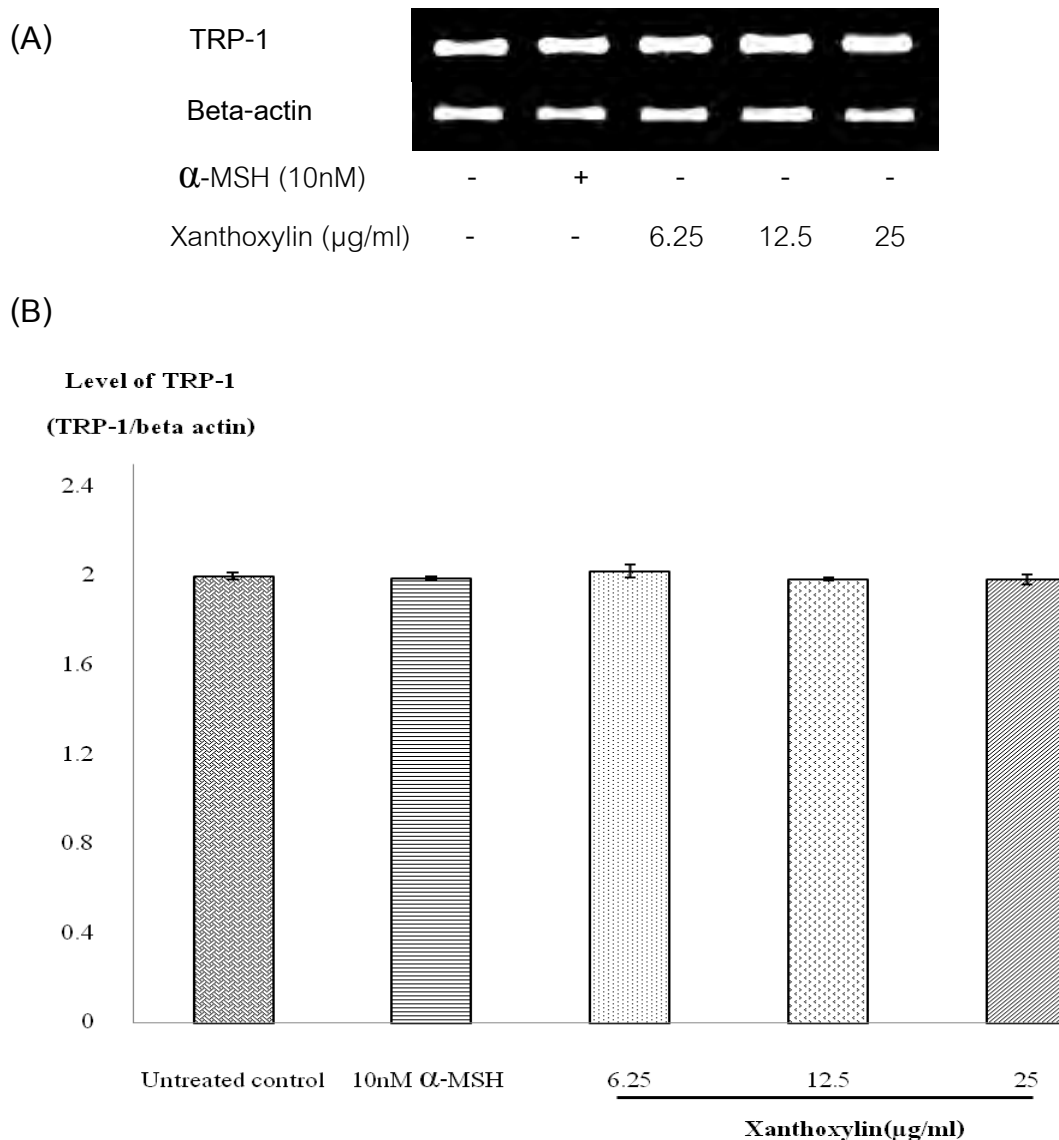 (A)
TRP-1
Beta-actin
α-MSH (10nM) - + - - -
Xanthoxylin (µg/ml) - - 6.25 12.5 25
(B)
Level of TRP-1
(TRP-1/beta actin)
2.4
2
1.6
1.2
0.8
0.4
0
Untreated control 10nM α-MSH 6.25 12.5 25
Xanthoxylin(µg/ml)